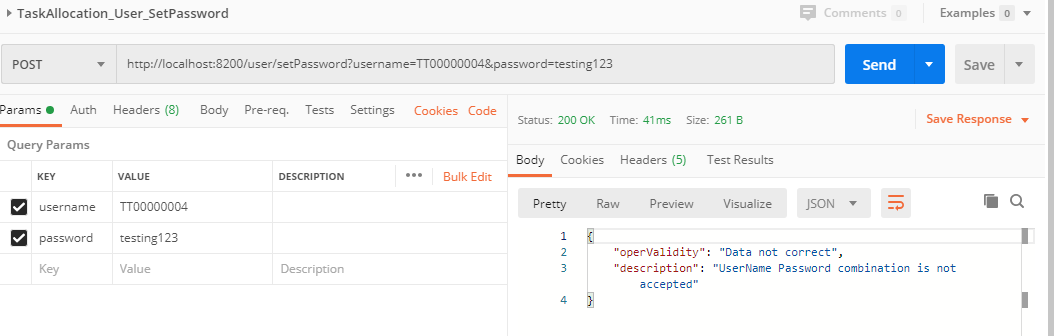 TaskAllocation_User_SetPassword
Comments 0
Examples 0
POST
http://localhost:8200/user/setPassword?username=TT00000004&password=testing123
Send
Save
Params
Auth
Headers (8)
Body
Pre-req.
Tests
Settings
Cookies
Code
Query Params
KEY VALUE DESCRIPTION ••• Bulk Edit
username TT00000004
password testing123
Key Value Description
Status: 200 OK Time: 41ms Size: 261 B
Save Response
Body Cookies Headers (5) Test Results
Pretty Raw Preview Visualize JSON
1 {
2 "operValidity": "Data not correct",
3 "description": "UserName Password combination is not
accepted"
4 }